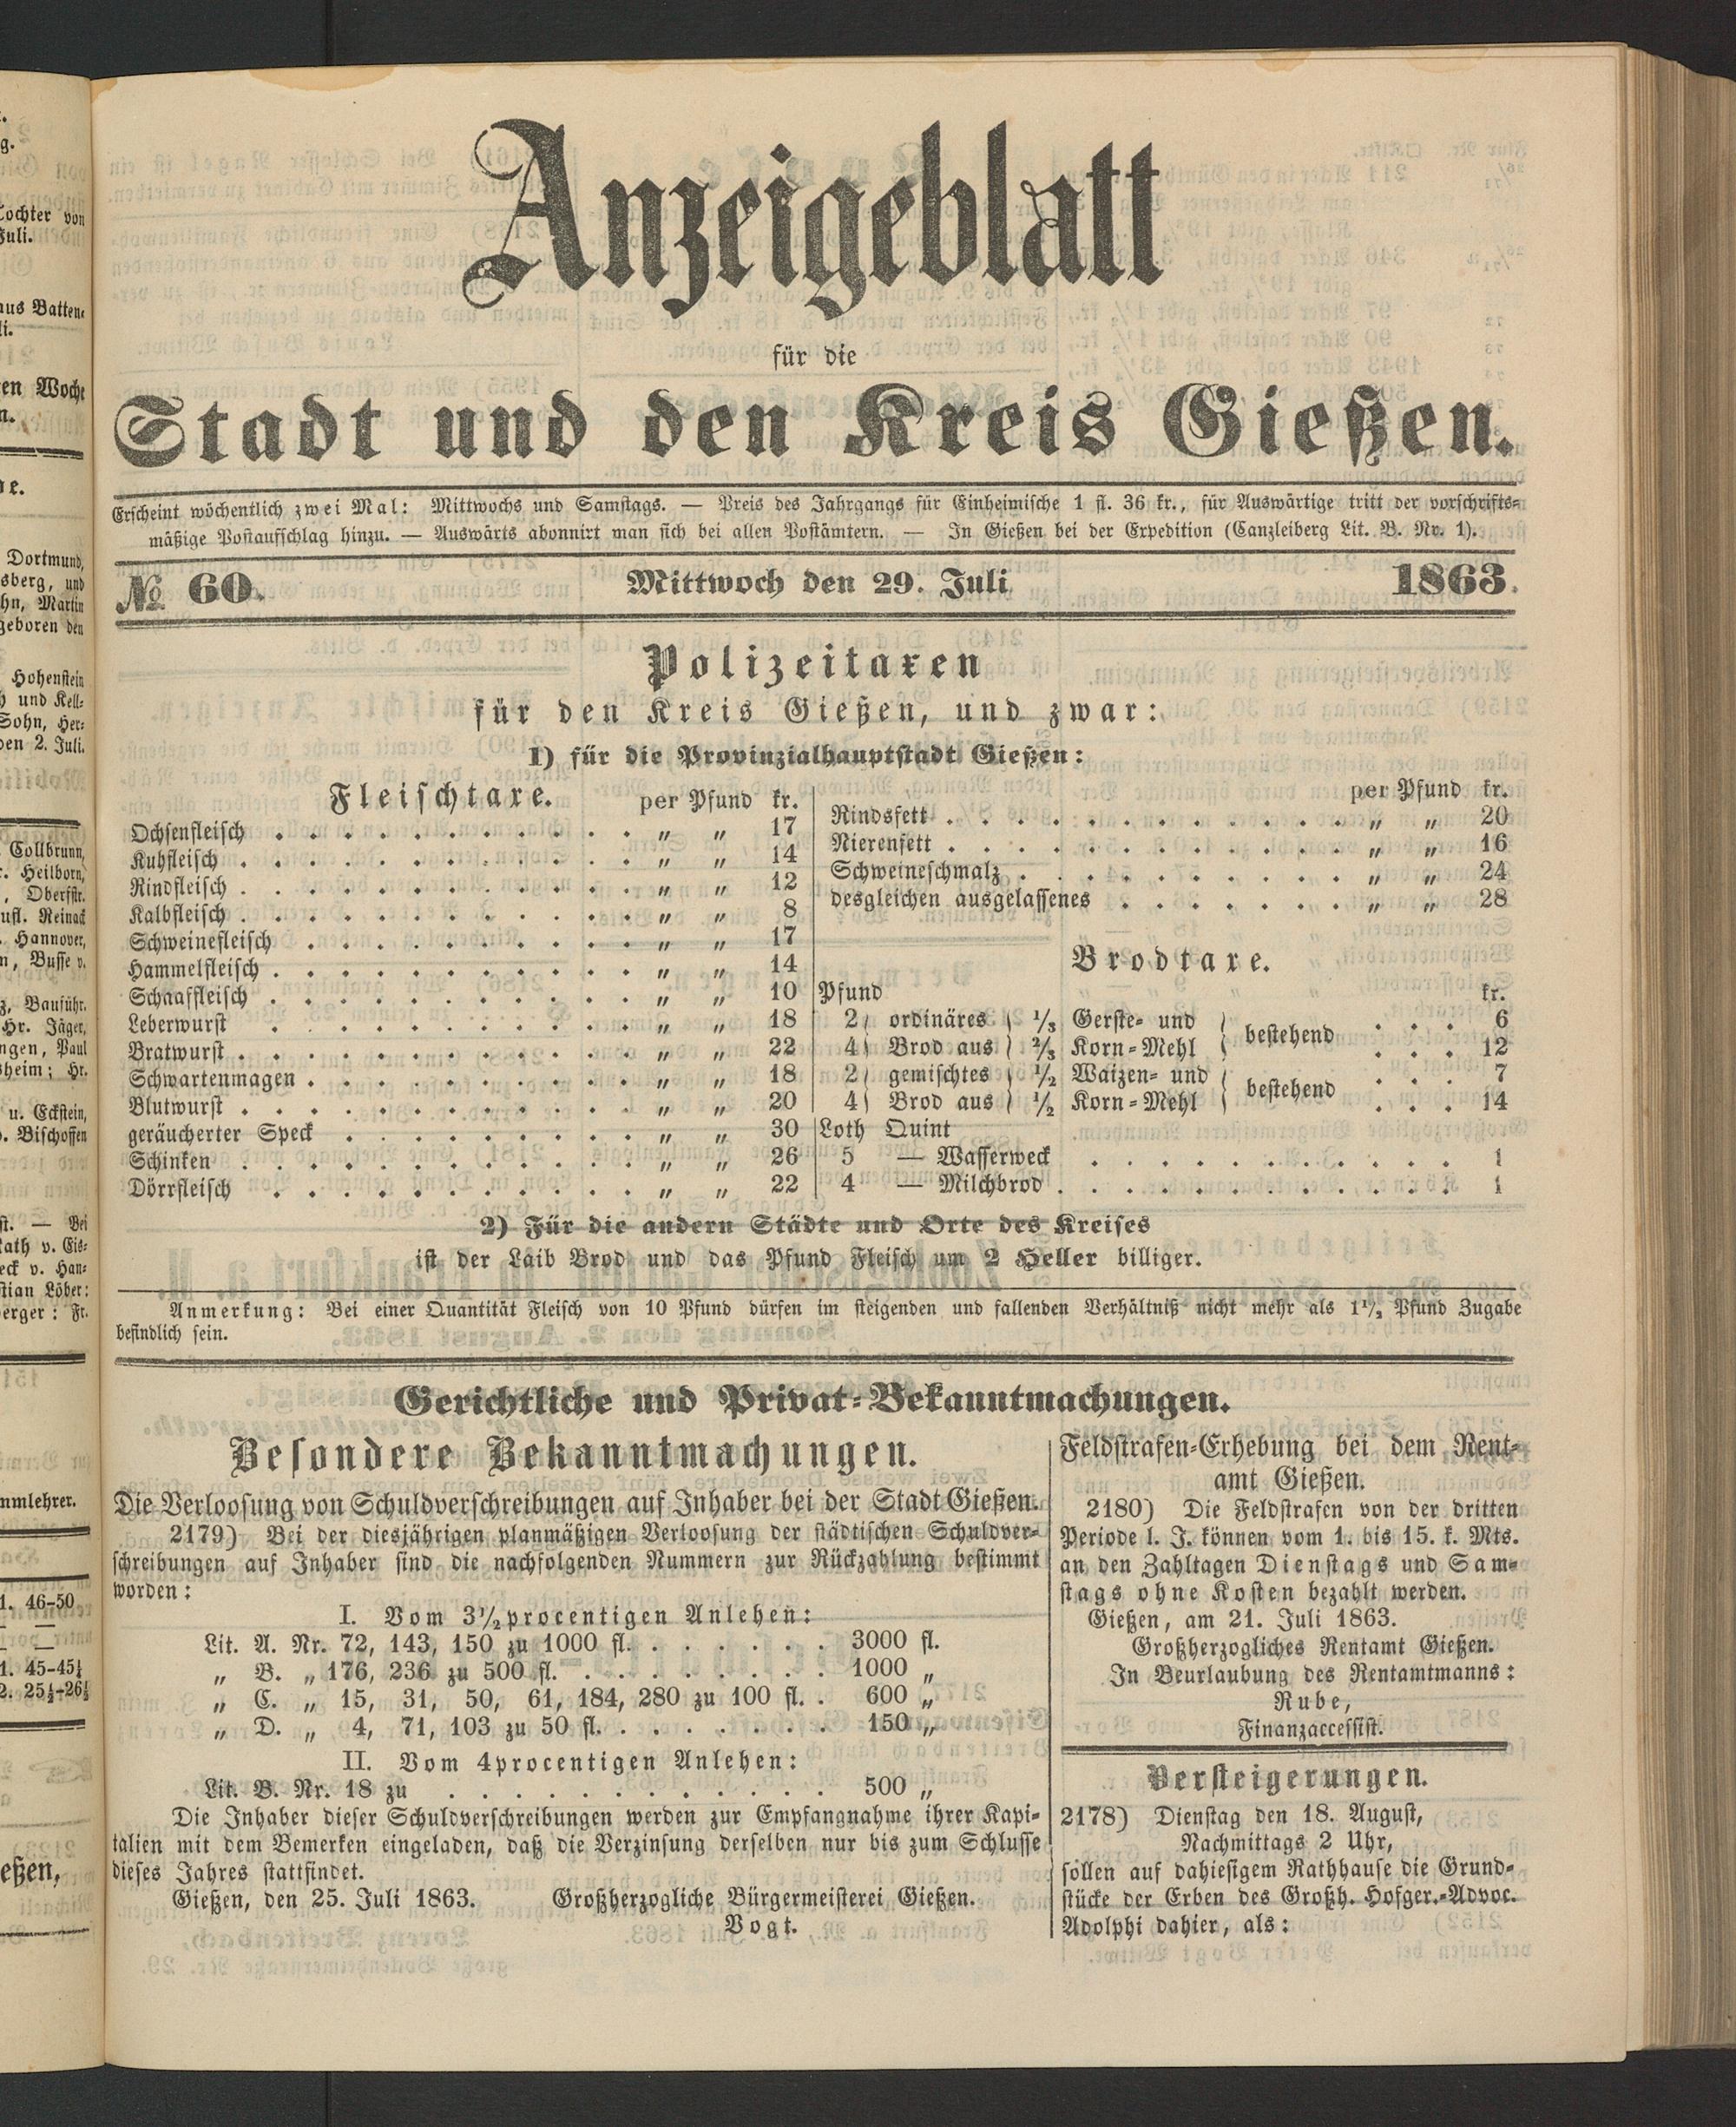 Anzeigeblatt
für die
Stadt und den Kreis Gießen.
Erscheint wöchentlich zwei Mal: Mittwochs und Samstags. — Preis des Jahrgangs für Einheimische 1 fl. 36 kr., für Auswärtige tritt der vorschrifts-
mäßige Postaufschlag hinzu. — Auswärts abonnirt man sich bei allen Postämtern. — In Gießen bei der Expedition (Canzleiberg Lit. B. Nr. 1).
№ 60. Mittwoch den 29. Juli 1863.
Polizeitaxen
für den Kreis Gießen, und zwar:
1) für die Provinzialhauptstadt Gießen:
Fleischtaxe. per Pfund kr.
Ochsenfleisch . . . . . . . . . . . „ „ 17
Kuhfleisch . . . . . . . . . . . „ „ 14
Rindfleisch . . . . . . . . . . . „ „ 12
Kalbfleisch . . . . . . . . . . . „ „ 8
Schweinefleisch . . . . . . . . . . „ „ 17
Hammelfleisch . . . . . . . . . . „ „ 14
Schaaffleisch . . . . . . . . . . „ „ 10
Leberwurst . . . . . . . . . . . „ „ 18
Bratwurst . . . . . . . . . . . „ „ 22
Schwartenmagen . . . . . . . . . . „ „ 18
Blutwurst . . . . . . . . . . . „ „ 20
geräucherter Speck . . . . . . . . . „ „ 30
Schinken . . . . . . . . . . . „ „ 26
Dörrfleisch . . . . . . . . . . . „ „ 22
per Pfund kr.
Rindsfett . . . . . . . . . . . „ „ 20
Nierenfett . . . . . . . . . . . „ „ 16
Schweineschmalz . . . . . . . . . . „ „ 24
desgleichen ausgelassenes . . . . . . . „ „ 28
Brodtaxe.
Pfund kr.
2 ordinäres 1/3 Gerste- und bestehend . . . 6
4 Brod aus 2/3 Korn-Mehl . . . 12
2 gemischtes 1/2 Waizen- und bestehend . . . 7
4 Brod aus 1/2 Korn-Mehl . . . 14
Loth Quint
5 — Wasserweck . . . . . . . . . . . 1
4 — Milchbrod . . . . . . . . . . . 1
2) Für die andern Städte und Orte des Kreises
ist der Laib Brod und das Pfund Fleisch um 2 Heller billiger.
Anmerkung: Bei einer Quantität Fleisch von 10 Pfund dürfen im steigenden und fallenden Verhältniß nicht mehr als 1 1/2 Pfund Zugabe
befindlich sein.
Gerichtliche und Privat-Bekanntmachungen.
Besondere Bekanntmachungen.
Die Verloosung von Schuldverschreibungen auf Inhaber bei der Stadt Gießen.
2179) Bei der diesjährigen planmäßigen Verloosung der städtischen Schuldver-
schreibungen auf Inhaber sind die nachfolgenden Nummern zur Rückzahlung bestimmt
worden:
I. Vom 3 1/2procentigen Anlehen:
Lit. A. Nr. 72, 143, 150 zu 1000 fl. . . . . . . . 3000 fl.
„ B. „ 176, 236 zu 500 fl. . . . . . . . . . 1000 „
„ C. „ 15, 31, 50, 61, 184, 280 zu 100 fl. . 600 „
„ D. „ 4, 71, 103 zu 50 fl. . . . . . . . . 150 „
II. Vom 4procentigen Anlehen:
Lit. B. Nr. 18 zu . . . . . . . . . . . 500 „
Die Inhaber dieser Schuldverschreibungen werden zur Empfangnahme ihrer Kapi-
talien mit dem Bemerken eingeladen, daß die Verzinsung derselben nur bis zum Schlusse
dieses Jahres stattfindet.
Gießen, den 25. Juli 1863. Großherzogliche Bürgermeisterei Gießen.
Vogt.
Feldstrafen-Erhebung bei dem Rent-
amt Gießen.
2180) Die Feldstrafen von der dritten
Periode l. J. können vom 1. bis 15. k. Mts.
an den Zahltagen Dienstags und Sam-
stags ohne Kosten bezahlt werden.
Gießen, am 21. Juli 1863.
Großherzogliches Rentamt Gießen.
In Beurlaubung des Rentamtmanns:
Rube,
Finanzaccessist.
Versteigerungen.
2178) Dienstag den 18. August,
Nachmittags 2 Uhr,
sollen auf dahiesigem Rathhause die Grund-
stücke der Erben des Großh. Hofger.-Advoc.
Adolphi dahier, als: